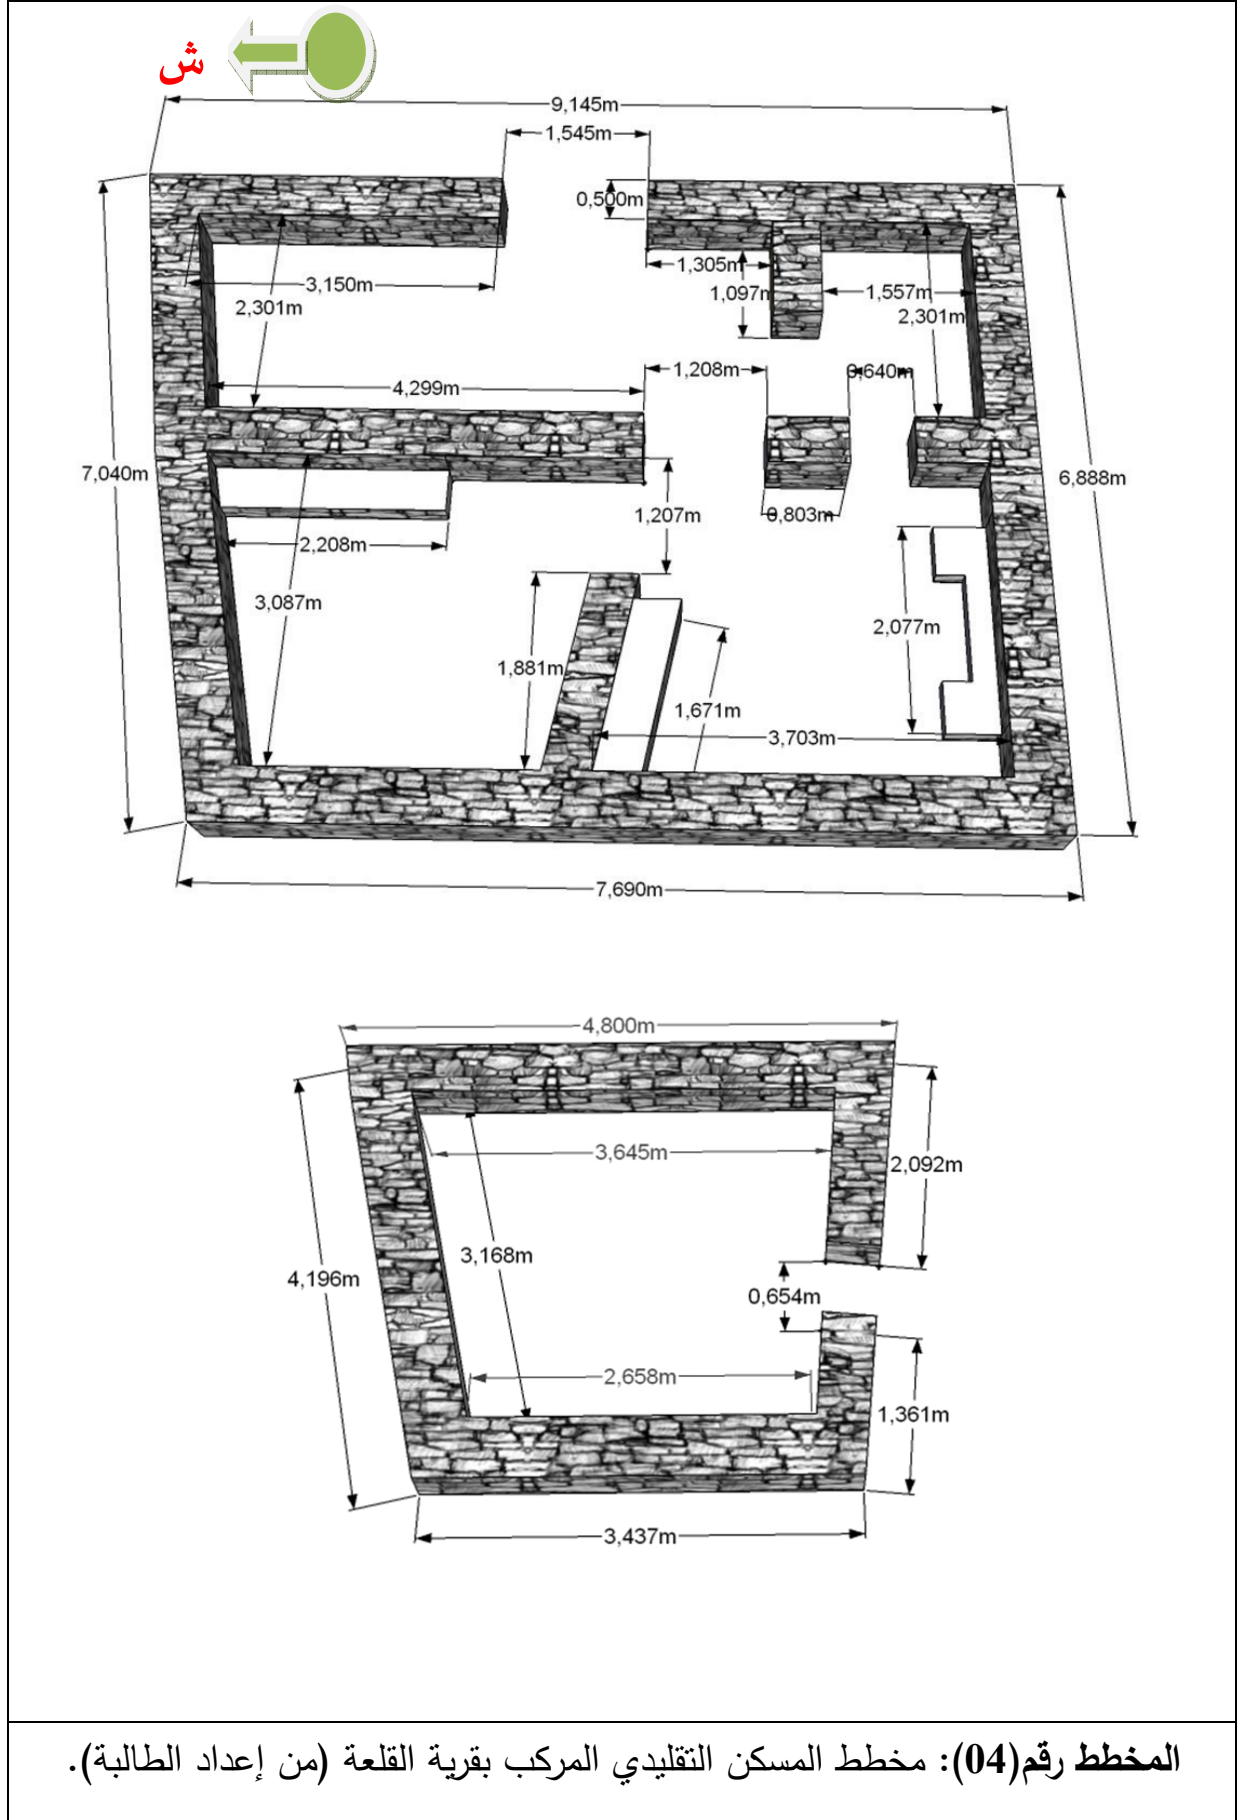 ش
9,145m
1,545m
0,500m
1,305m
3,150m
1,097m
1,557m
2,301m
2,301m
1,208m
0,640m
4,299m
7,040m
6,888m
1,207m
0,803m
2,208m
3,087m
2,077m
1,881m
1,671m
3,703m
7,690m
4,800m
3,645m
2,092m
3,168m
4,196m
0,654m
2,658m
1,361m
3,437m
المخطط رقم(04): مخطط المسكن التقليدي المركب بقرية القلعة (من إعداد الطالبة).